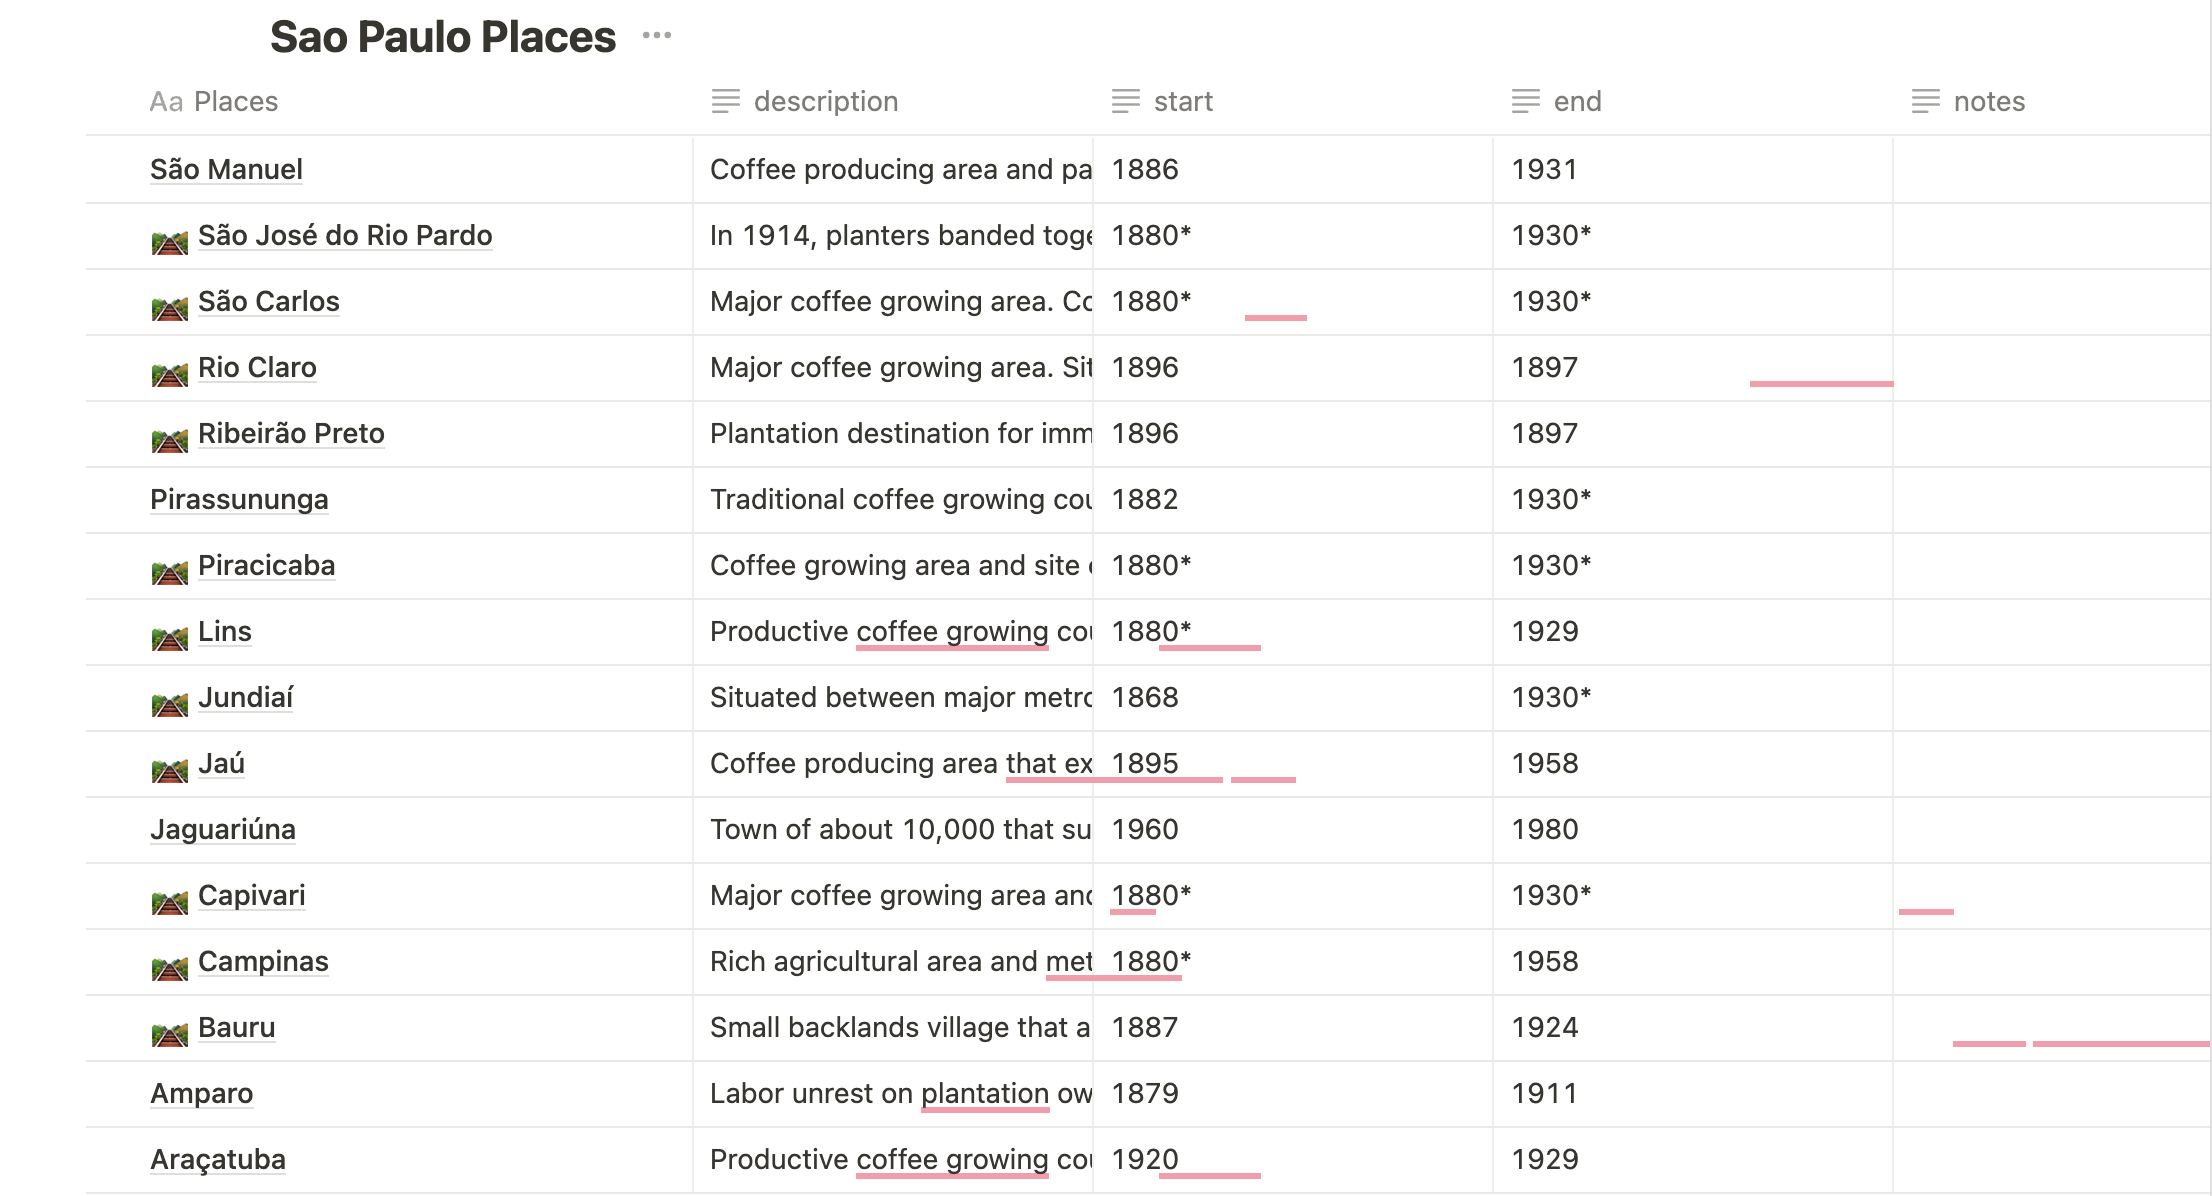 Sao Paulo Places ...
Aa Places description start end notes
São Manuel Coffee producing area and pa 1886 1931
São José do Rio Pardo In 1914, planters banded toge 1880* 1930*
São Carlos Major coffee growing area. Co 1880* 1930*
Rio Claro Major coffee growing area. Sit 1896 1897
Ribeirão Preto Plantation destination for imm 1896 1897
Pirassununga Traditional coffee growing cou 1882 1930*
Piracicaba Coffee growing area and site 1880* 1930*
Lins Productive coffee growing cou 1880* 1929
Jundiaí Situated between major metro 1868 1930*
Jaú Coffee producing area that ex 1895 1958
Jaguariúna Town of about 10,000 that su 1960 1980
Capivari Major coffee growing area and 1880* 1930*
Campinas Rich agricultural area and met 1880* 1958
Bauru Small backlands village that a 1887 1924
Amparo Labor unrest on plantation ow 1879 1911
Araçatuba Productive coffee growing cou 1920 1929